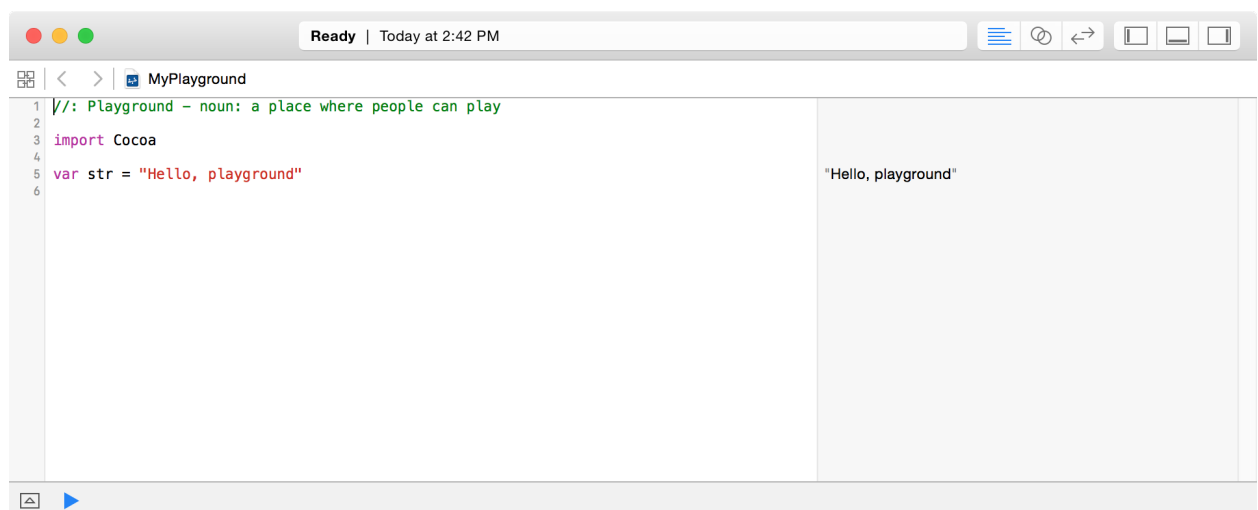 Ready | Today at 2:42 PM
MyPlayground
1 //: Playground – noun: a place where people can play
2
3 import Cocoa
4
5 var str = "Hello, playground" "Hello, playground"
6